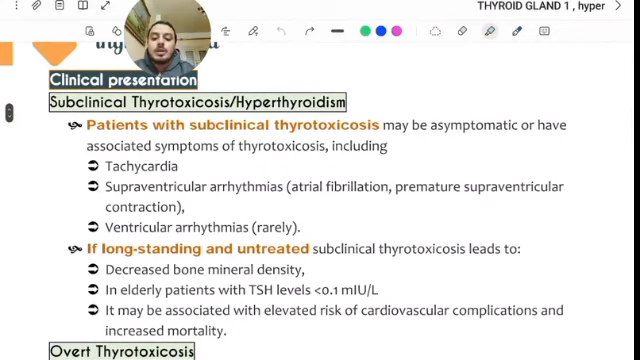 THYROID GLAND 1 , hyper
Clinical presentation
Subclinical Thyrotoxicosis/Hyperthyroidism
Patients with subclinical thyrotoxicosis may be asymptomatic or have
associated symptoms of thyrotoxicosis, including
Tachycardia
Supraventricular arrhythmias (atrial fibrillation, premature supraventricular
contraction),
Ventricular arrhythmias (rarely).
If long-standing and untreated subclinical thyrotoxicosis leads to:
Decreased bone mineral density,
In elderly patients with TSH levels <0.1 mIU/L
It may be associated with elevated risk of cardiovascular complications and
increased mortality.
Overt Thyrotoxicosis